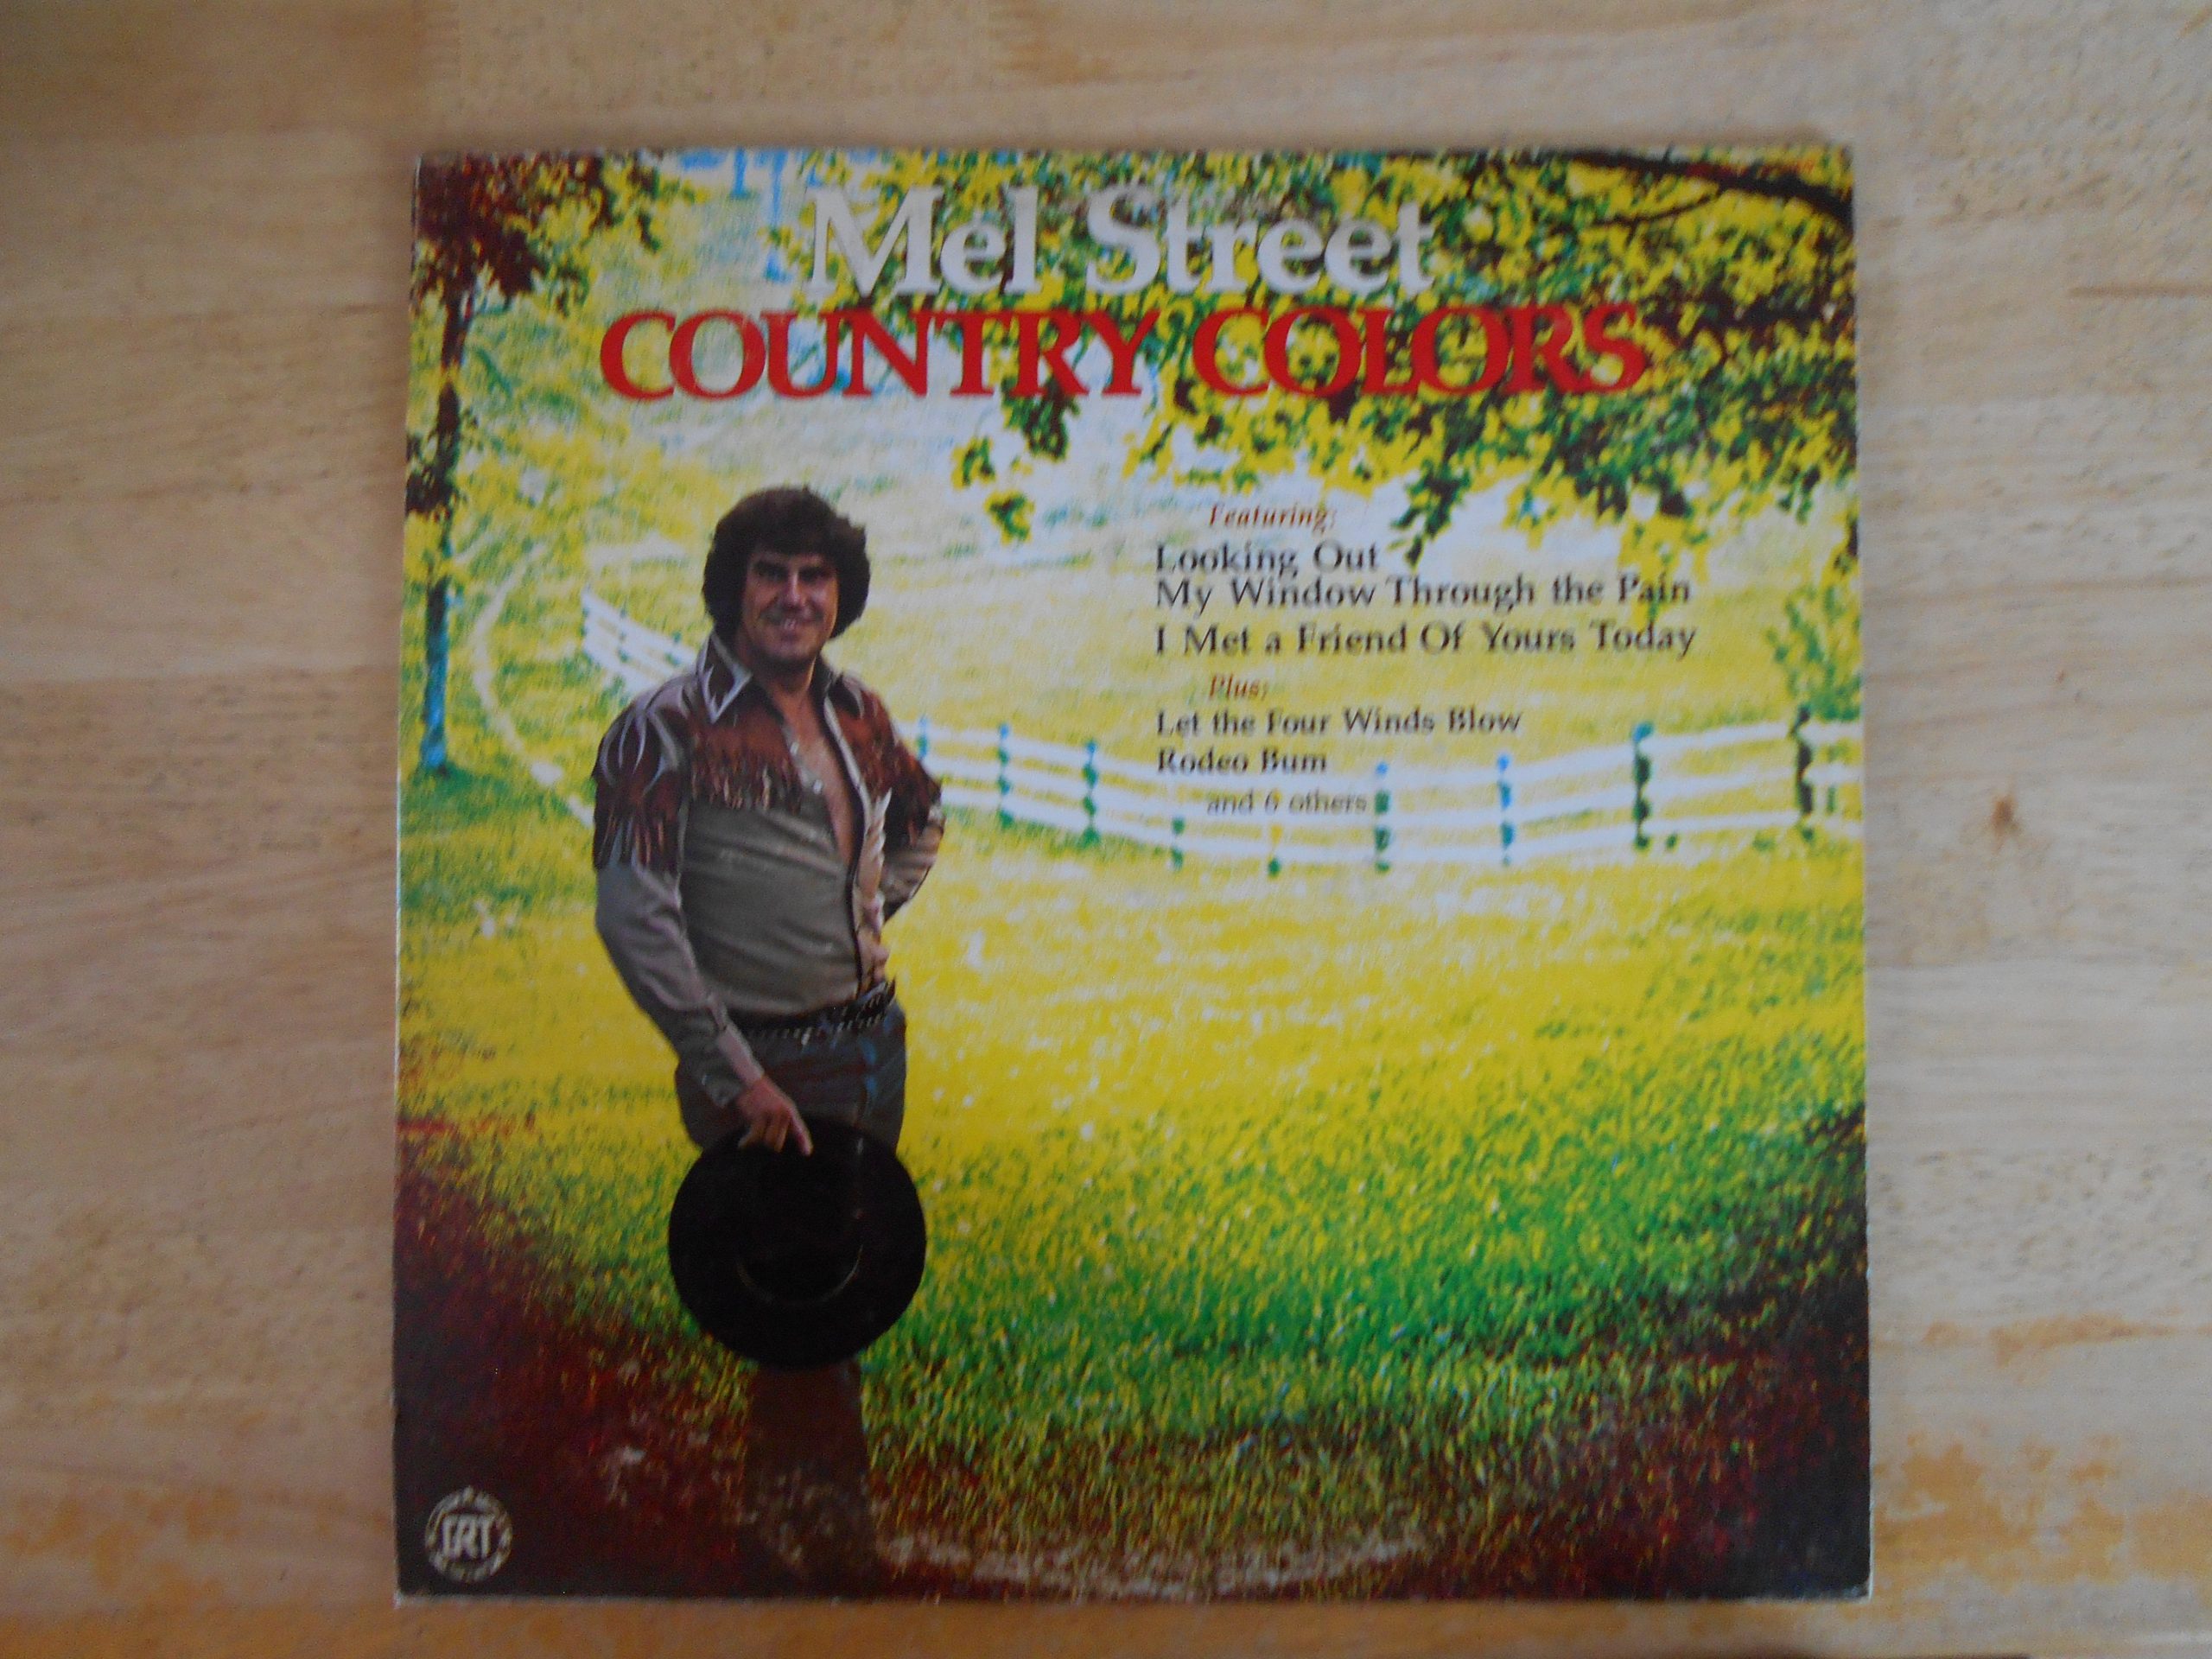 Mel Street
COUNTRY COLORS
Featuring:
Looking Out
My Window Through the Pain
I Met a Friend Of Yours Today
Plus;
Let the Four Winds Blow
Rodeo Bum
and 6 others
GRT